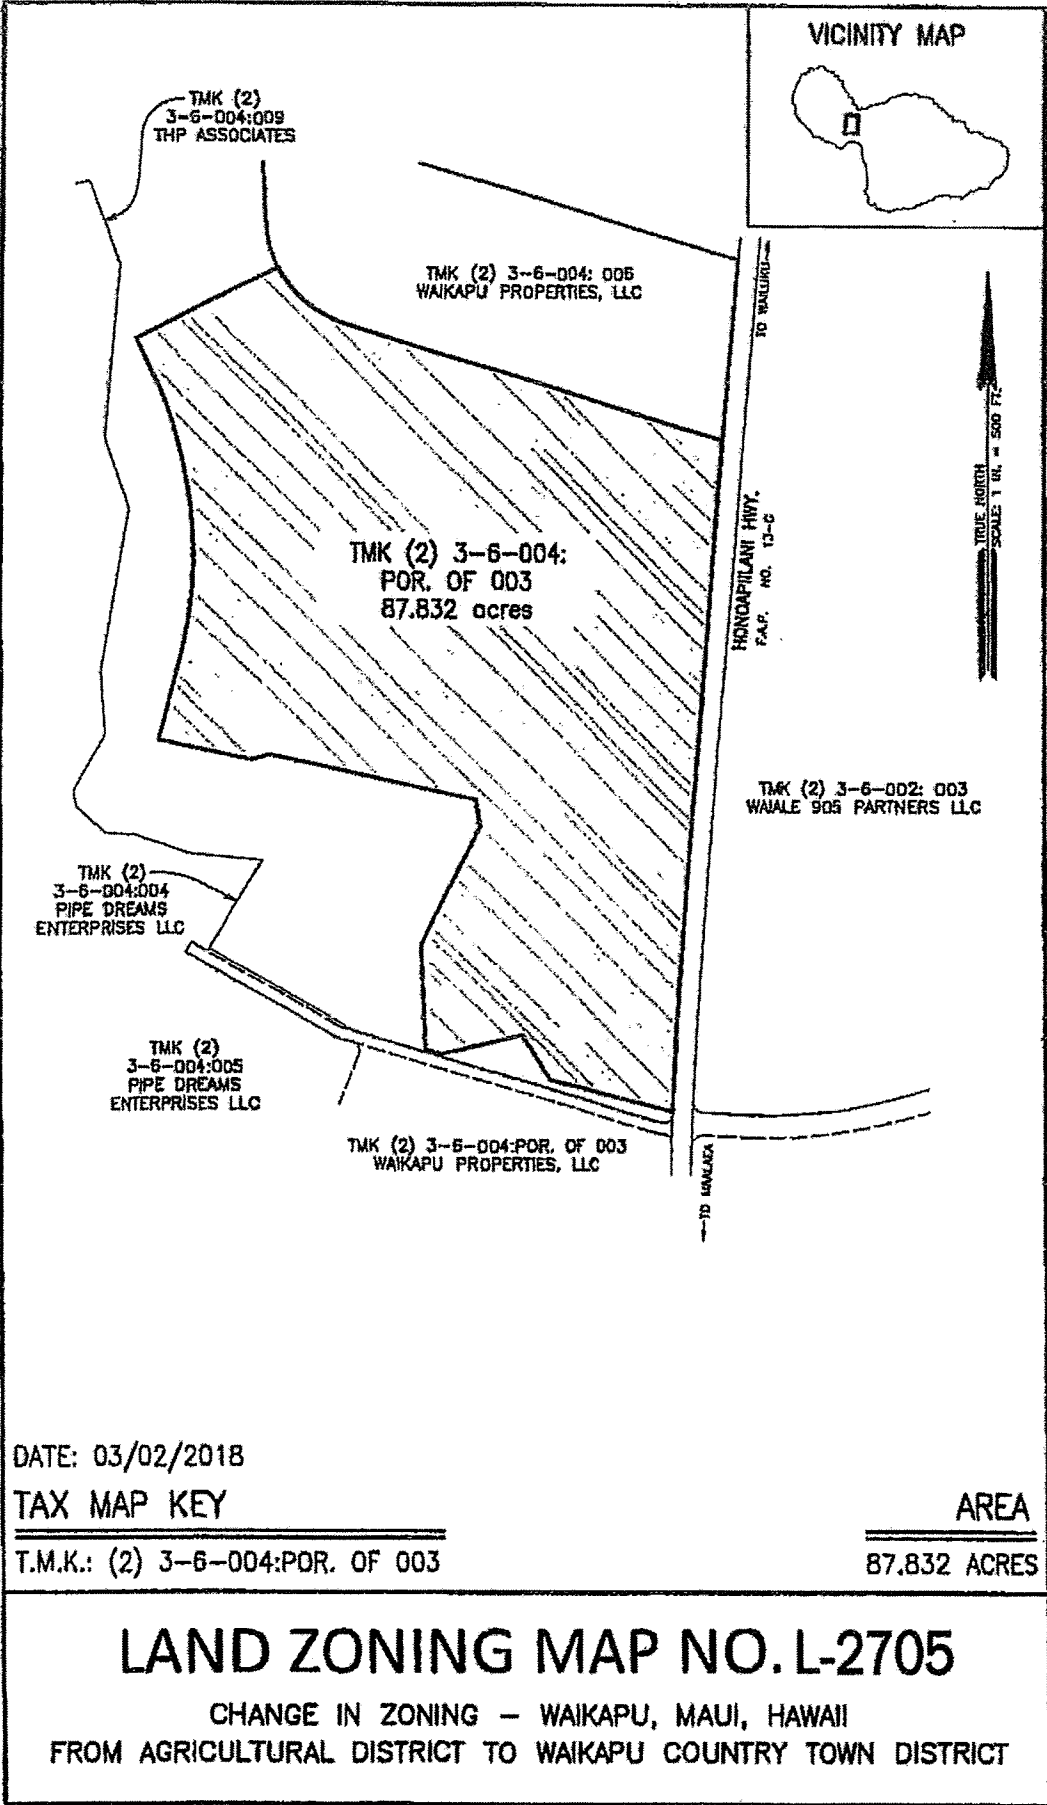 VICINITY MAP
TMK (2)
3-6-004:009
THP ASSOCIATES
TMK (2) 3-6-004: 006
WAIKAPU PROPERTIES, LLC
TO WAILUKU
TRUE NORTH
SCALE: 1 IN. = 500 FT.
TMK (2) 3-6-004:
POR. OF 003
87.832 acres
HONOAPIILANI HWY.
F.A.P. NO. 13-G
TMK (2) 3-6-002: 003
WAIALE 905 PARTNERS LLC
TMK (2)
3-6-004:004
PIPE DREAMS
ENTERPRISES LLC
TMK (2)
3-6-004:005
PIPE DREAMS
ENTERPRISES LLC
TMK (2) 3-6-004:POR. OF 003
WAIKAPU PROPERTIES, LLC
TO MAALAEA
DATE: 03/02/2018
TAX MAP KEY
AREA
T.M.K.: (2) 3-6-004:POR. OF 003
87.832 ACRES
LAND ZONING MAP NO. L-2705
CHANGE IN ZONING – WAIKAPU, MAUI, HAWAII
FROM AGRICULTURAL DISTRICT TO WAIKAPU COUNTRY TOWN DISTRICT